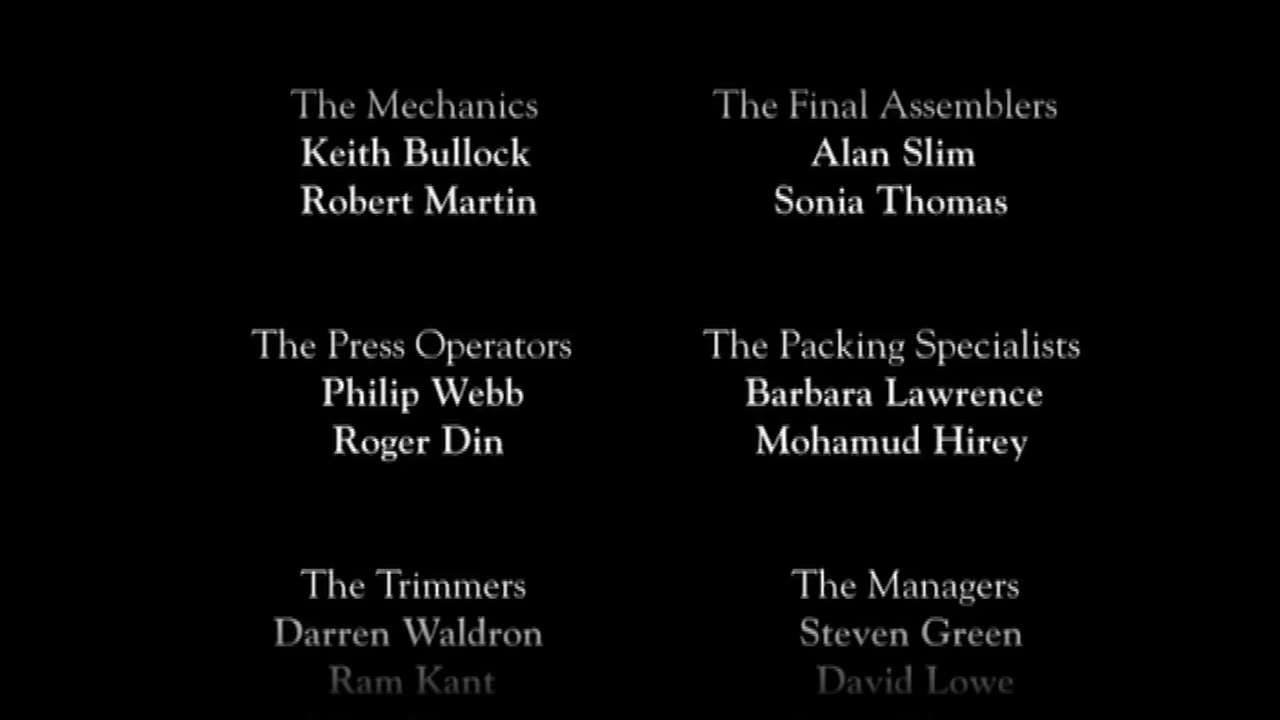 The Mechanics
Keith Bullock
Robert Martin
The Final Assemblers
Alan Slim
Sonia Thomas
The Press Operators
Philip Webb
Roger Din
The Packing Specialists
Barbara Lawrence
Mohamud Hirey
The Trimmers
Darren Waldron
Ram Kant
The Managers
Steven Green
David Lowe